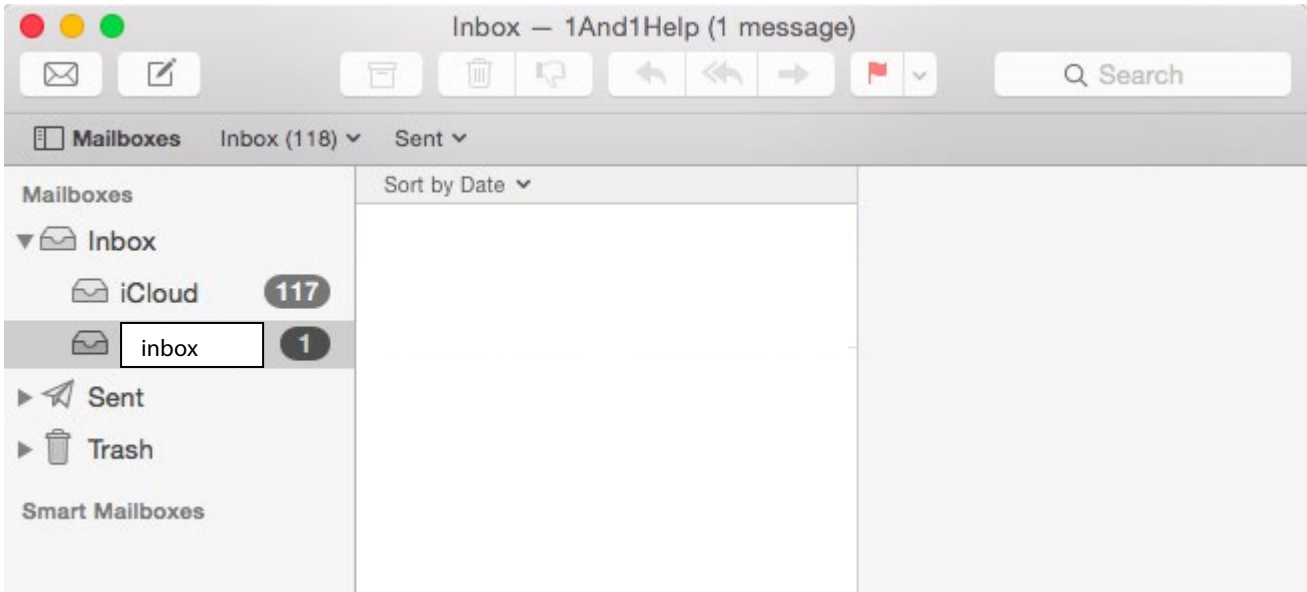 Inbox — 1And1Help (1 message)
Search
Mailboxes Inbox (118) Sent
Mailboxes
Sort by Date
Inbox
iCloud 117
inbox 1
Sent
Trash
Smart Mailboxes